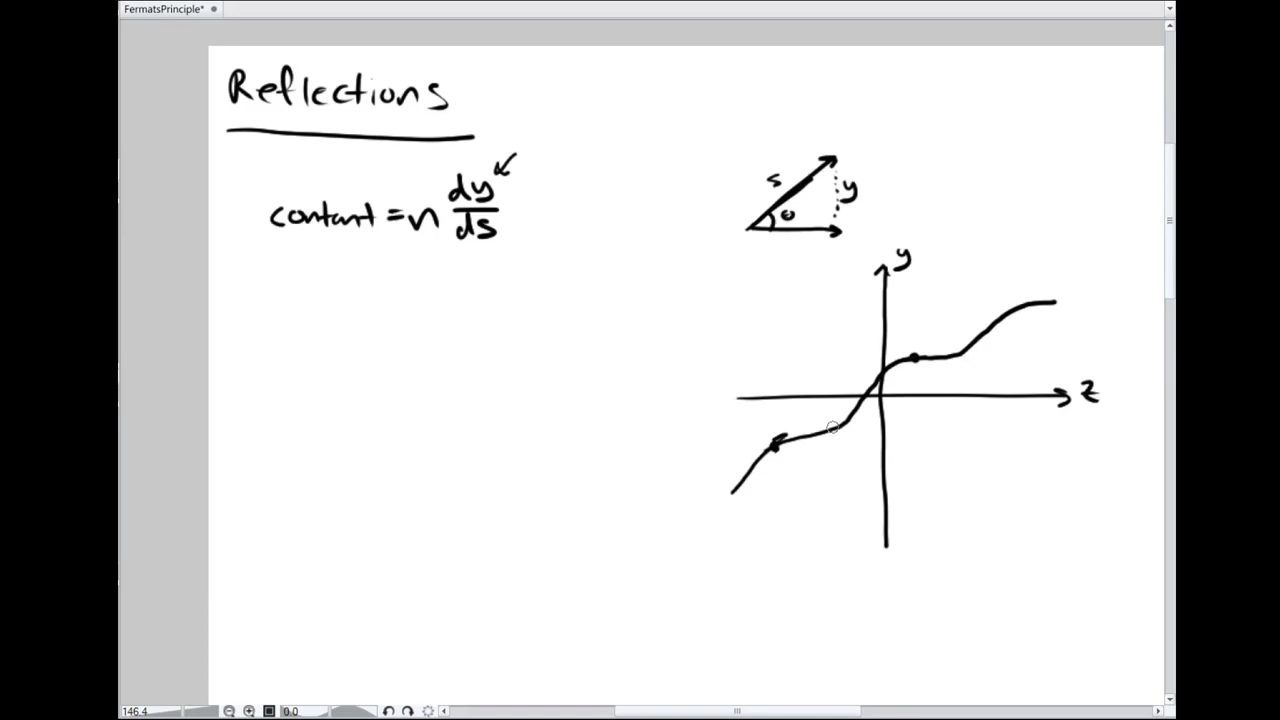 FermatsPrinciple*
Reflections
contant = n dy/ds
s
θ
y
y
z
146.4
0.0